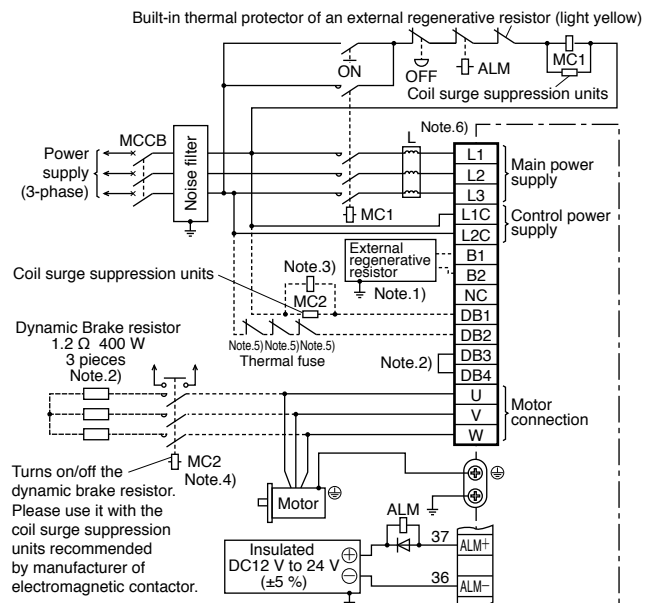 Built-in thermal protector of an external regenerative resistor (light yellow)
ON
OFF
ALM
MC1
Coil surge suppression units
Note.6)
L
MCCB
Power
supply
(3-phase)
Noise filter
MC1
L1
L2
L3
Main power
supply
L1C
L2C
Control power
supply
External
regenerative
resistor
Note.1)
B1
B2
NC
Coil surge suppression units
Note.3)
MC2
DB1
DB2
Note.5) Note.5) Note.5)
Thermal fuse
Note.2)
DB3
DB4
Dynamic Brake resistor
1.2 Ω 400 W
3 pieces
Note.2)
U
V
W
Motor
connection
MC2
Note.4)
Turns on/off the
dynamic brake resistor.
Please use it with the
coil surge suppression
units recommended
by manufacturer of
electromagnetic contactor.
Motor
ALM
Insulated
DC12 V to 24 V
(±5 %)
+
−
37
ALM+
36
ALM−